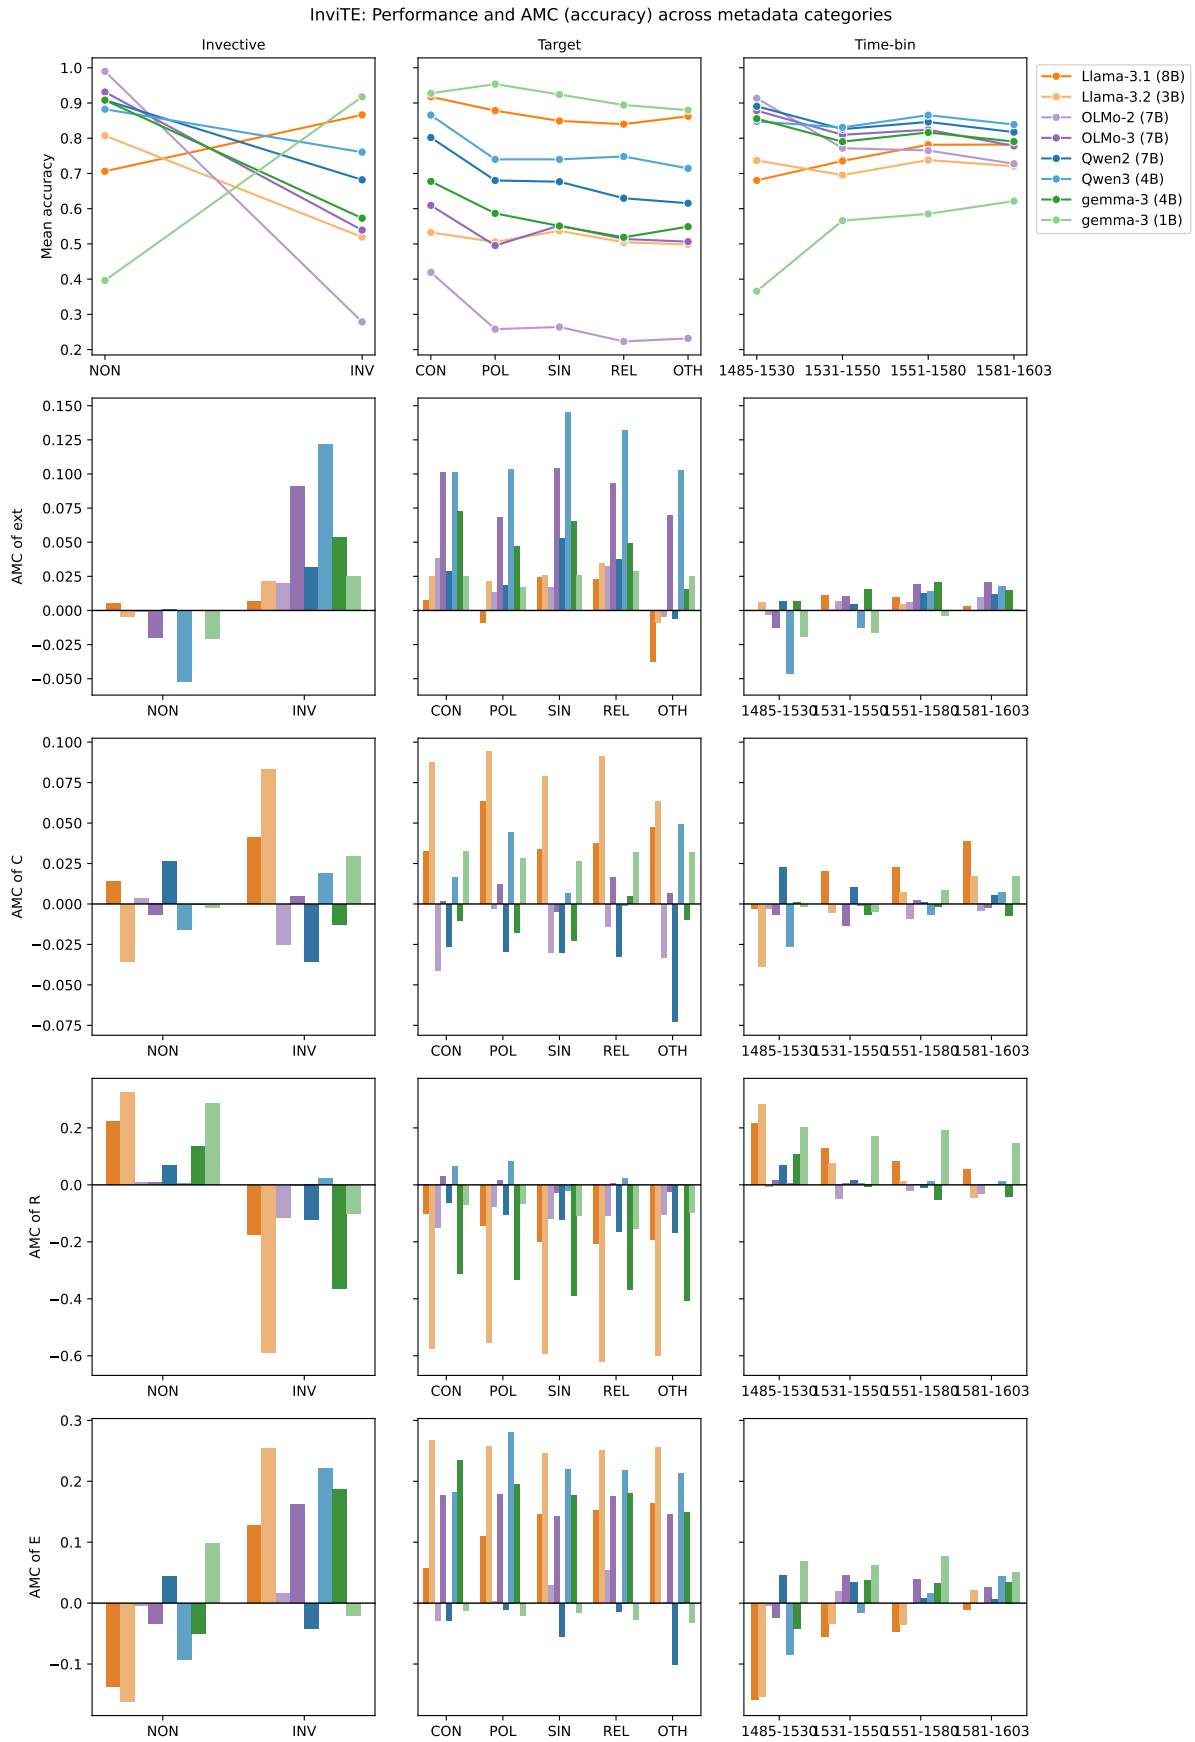 InviTE: Performance and AMC (accuracy) across metadata categories
Invective
Target
Time-bin
Mean accuracy
1.0
0.9
0.8
0.7
0.6
0.5
0.4
0.3
0.2
NON INV
CON POL SIN REL OTH
1485-1530 1531-1550 1551-1580 1581-1603
Llama-3.1 (8B)
Llama-3.2 (3B)
OLMo-2 (7B)
OLMo-3 (7B)
Qwen2 (7B)
Qwen3 (4B)
gemma-3 (4B)
gemma-3 (1B)
AMC of ext
0.150
0.125
0.100
0.075
0.050
0.025
0.000
−0.025
−0.050
NON INV
CON POL SIN REL OTH
1485-1530 1531-1550 1551-1580 1581-1603
AMC of C
0.100
0.075
0.050
0.025
0.000
−0.025
−0.050
−0.075
NON INV
CON POL SIN REL OTH
1485-1530 1531-1550 1551-1580 1581-1603
AMC of R
0.2
0.0
−0.2
−0.4
−0.6
NON INV
CON POL SIN REL OTH
1485-1530 1531-1550 1551-1580 1581-1603
AMC of E
0.3
0.2
0.1
0.0
−0.1
NON INV
CON POL SIN REL OTH
1485-1530 1531-1550 1551-1580 1581-1603